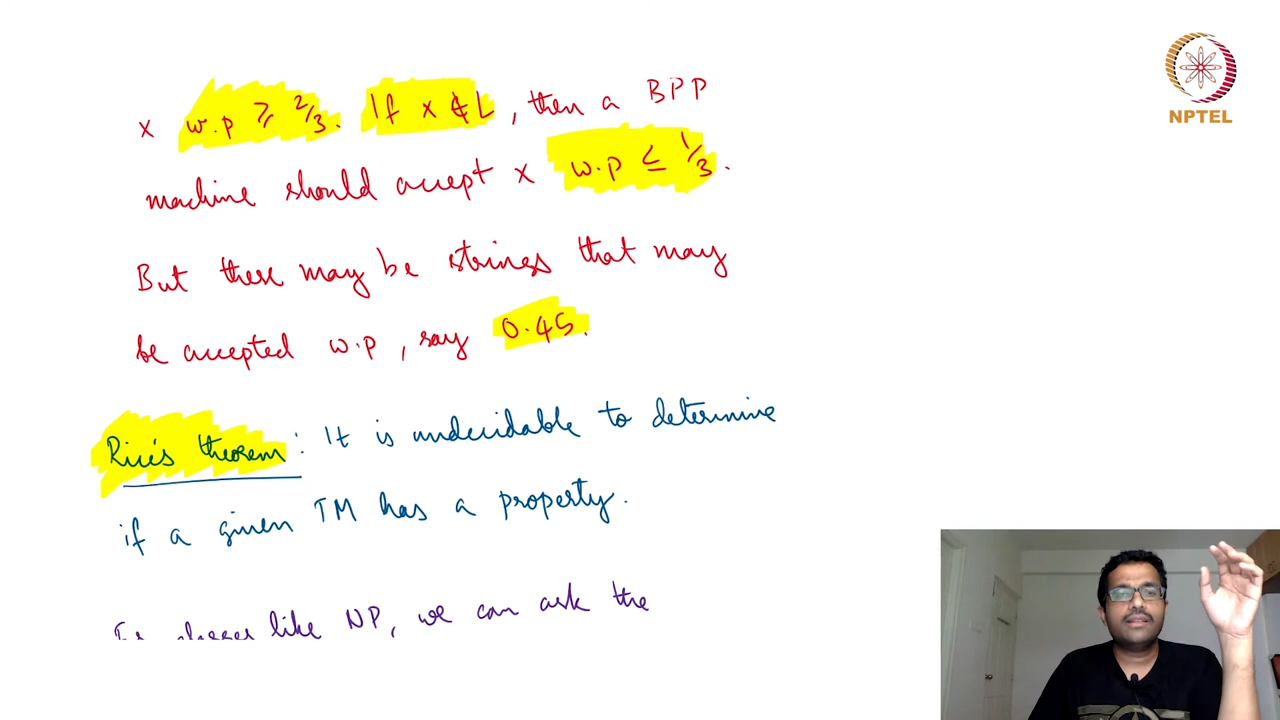 x w.p ≥ 2/3. If x ∉ L, then a BPP
machine should accept x w.p ≤ 1/3.
But there may be strings that may
be accepted w.p, say 0.45.
Rice's theorem: It is undecidable to determine
if a given TM has a property.
In classes like NP, we can ask the
NPTEL